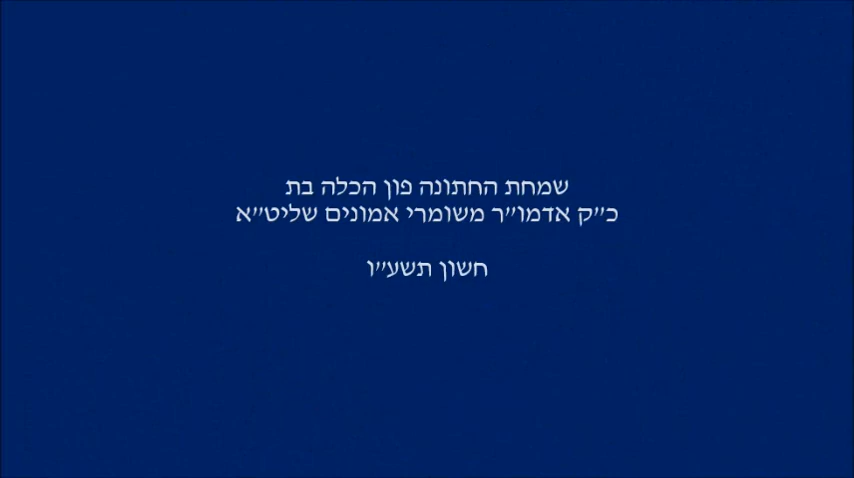 שמחת החתונה פון הכלה בת
כ״ק אדמו״ר משומרי אמונים שליט״א
חשון תשע״ו